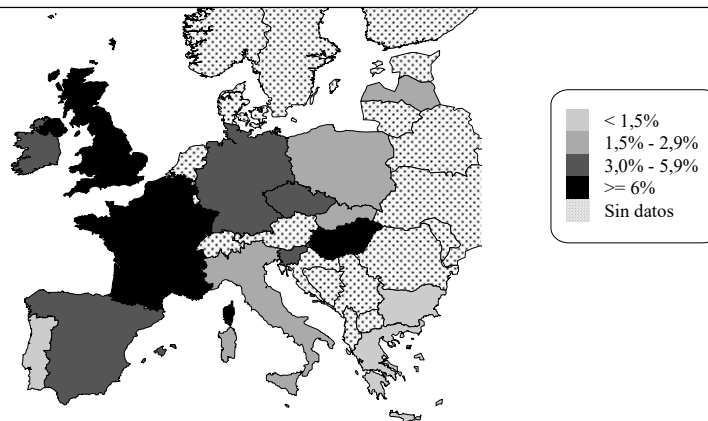 < 1,5%
1,5% - 2,9%
3,0% - 5,9%
>= 6%
Sin datos